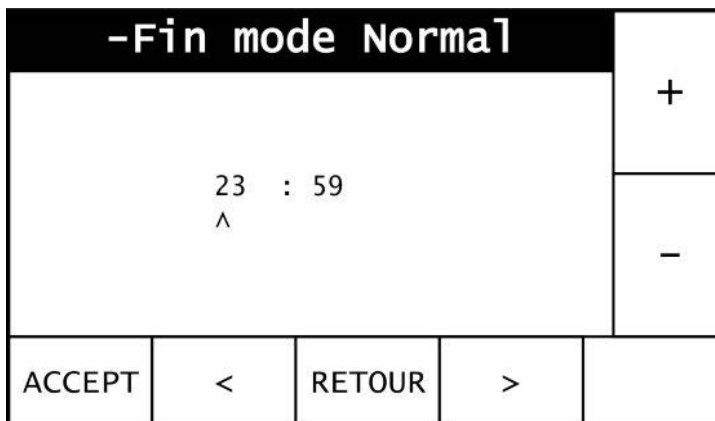 -Fin mode Normal
+
23 : 59
^
-
ACCEPT < RETOUR >